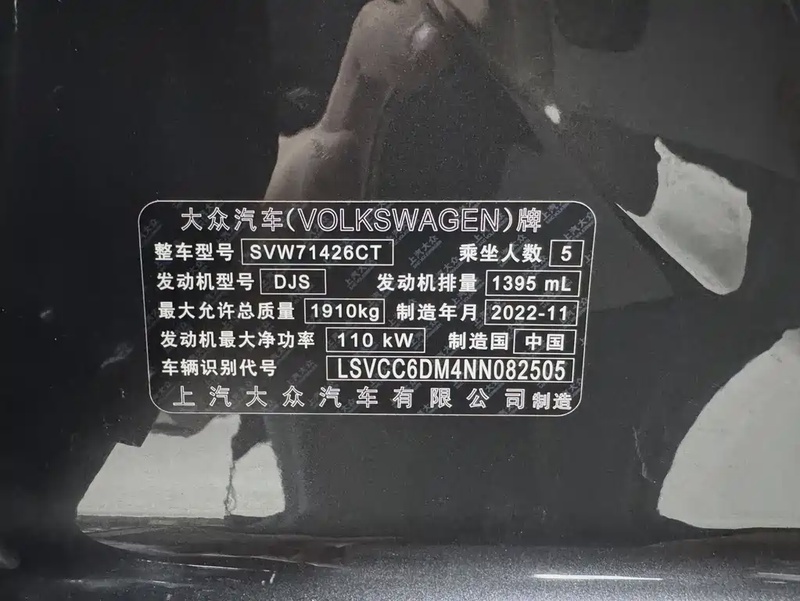 大众汽车(VOLKSWAGEN)牌
整车型号 SVW71426CT 乘坐人数 5
发动机型号 DJS 发动机排量 1395 mL
最大允许总质量 1910kg 制造年月 2022-11
发动机最大净功率 110 kW 制造国 中国
车辆识别代号 LSVCC6DM4NN082505
上汽大众汽车有限公司制造